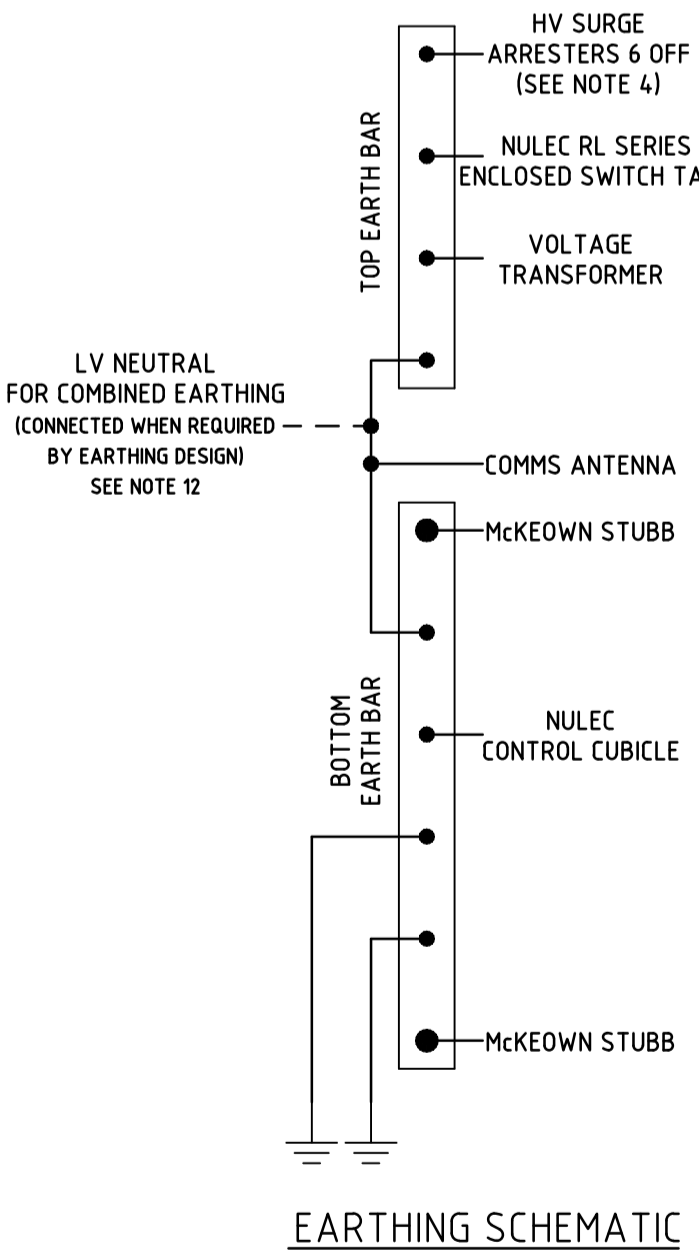 HV SURGE
ARRESTERS 6 OFF
(SEE NOTE 4)
NULEC RL SERIES
ENCLOSED SWITCH
TOP EARTH BAR
VOLTAGE
TRANSFORMER
LV NEUTRAL
FOR COMBINED EARTHING
(CONNECTED WHEN REQUIRED
BY EARTHING DESIGN)
SEE NOTE 12
COMMS ANTENNA
McKEOWN STUBB
BOTTOM
EARTH BAR
NULEC
CONTROL CUBICLE
McKEOWN STUBB
EARTHING SCHEMATIC